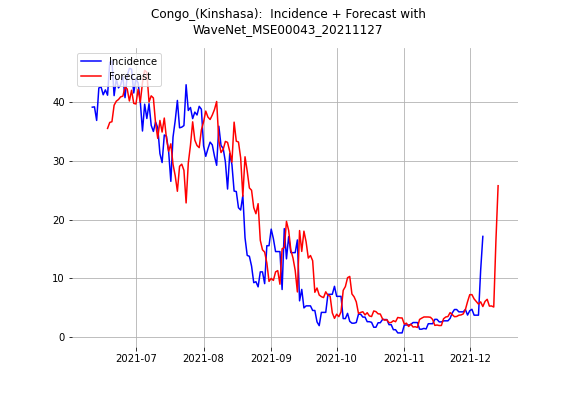 Congo_(Kinshasa):  Incidence + Forecast with
WaveNet_MSE00043_20211127
Incidence
Forecast
40
30
20
10
0
2021-07
2021-08
2021-09
2021-10
2021-11
2021-12